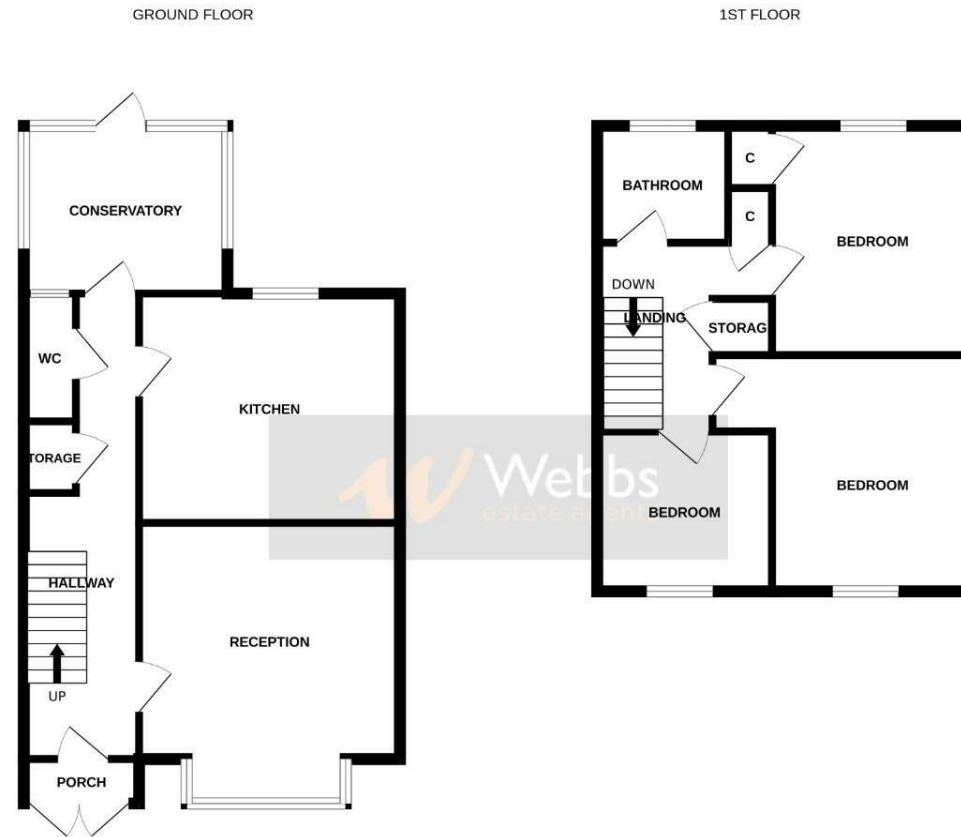 GROUND FLOOR
CONSERVATORY
WC
KITCHEN
TORAGE
HALLWAY
RECEPTION
UP
PORCH
1ST FLOOR
BATHROOM
C
C
BEDROOM
DOWN
LANDING
STORAG
BEDROOM
BEDROOM
Webbs
estate agents